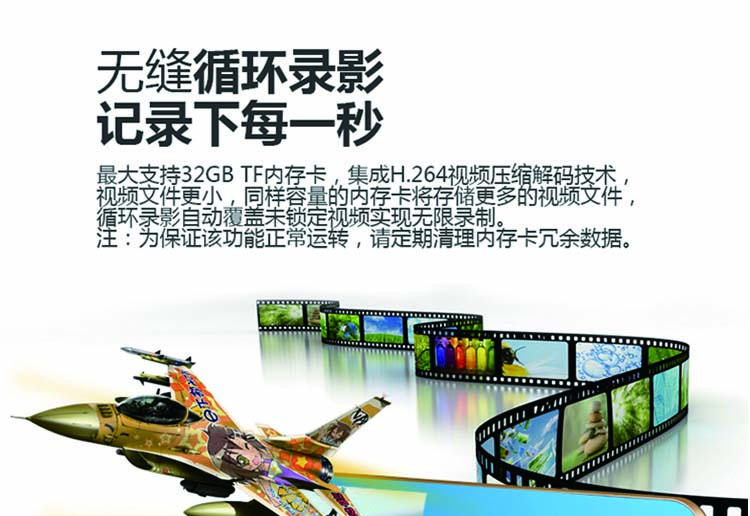 无缝循环录影
记录下每一秒
最大支持32GB TF内存卡，集成H.264视频压缩解码技术，
视频文件更小，同样容量的内存卡将存储更多的视频文件，
循环录影自动覆盖未锁定视频实现无限录制。
注：为保证该功能正常运转，请定期清理内存卡冗余数据。